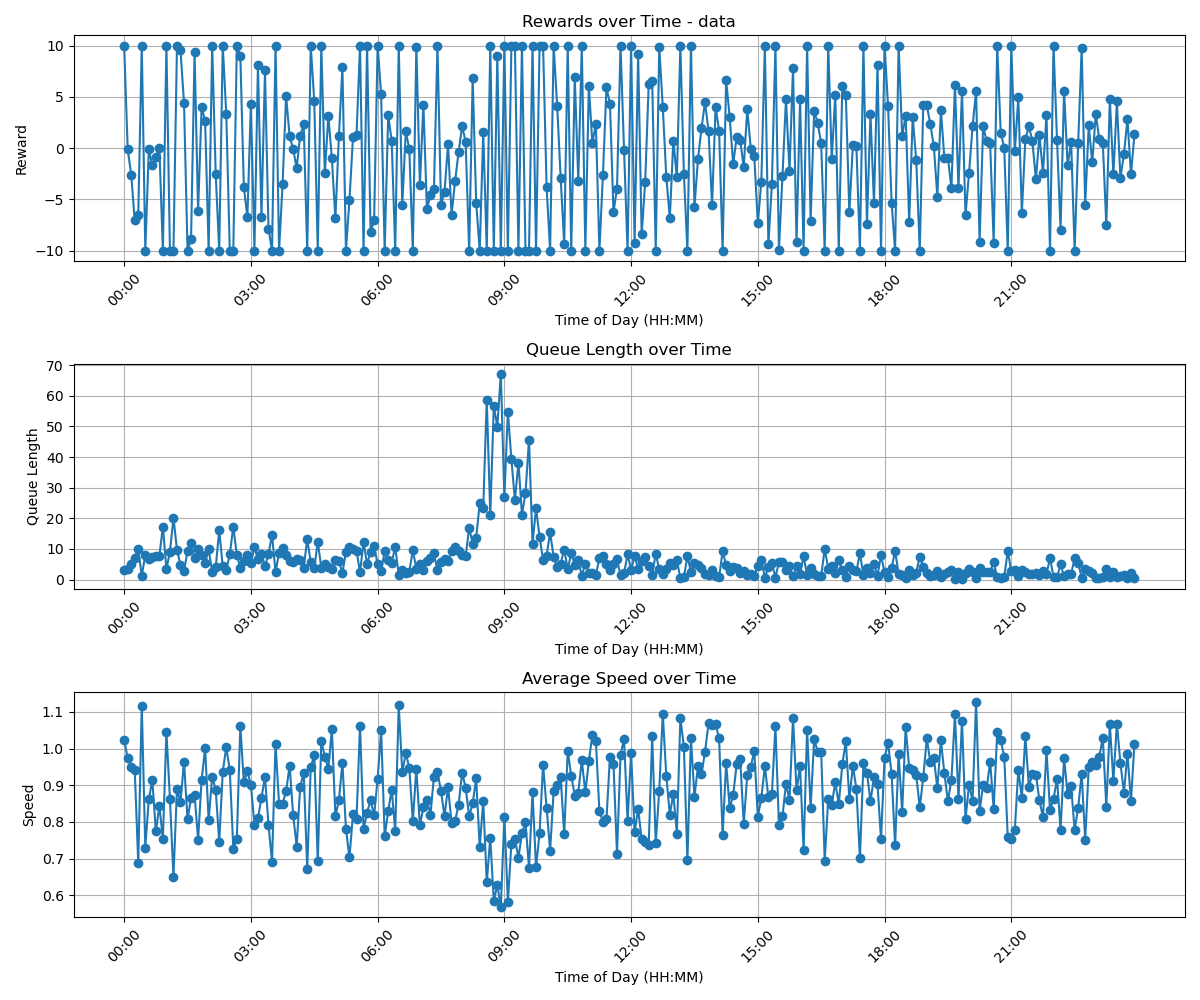 Rewards over Time - data
10
5
0
−5
−10
Reward
00:00 03:00 06:00 09:00 12:00 15:00 18:00 21:00
Time of Day (HH:MM)
Queue Length over Time
70
60
50
40
30
20
10
0
Queue Length
00:00 03:00 06:00 09:00 12:00 15:00 18:00 21:00
Time of Day (HH:MM)
Average Speed over Time
1.1
1.0
0.9
0.8
0.7
0.6
Speed
00:00 03:00 06:00 09:00 12:00 15:00 18:00 21:00
Time of Day (HH:MM)